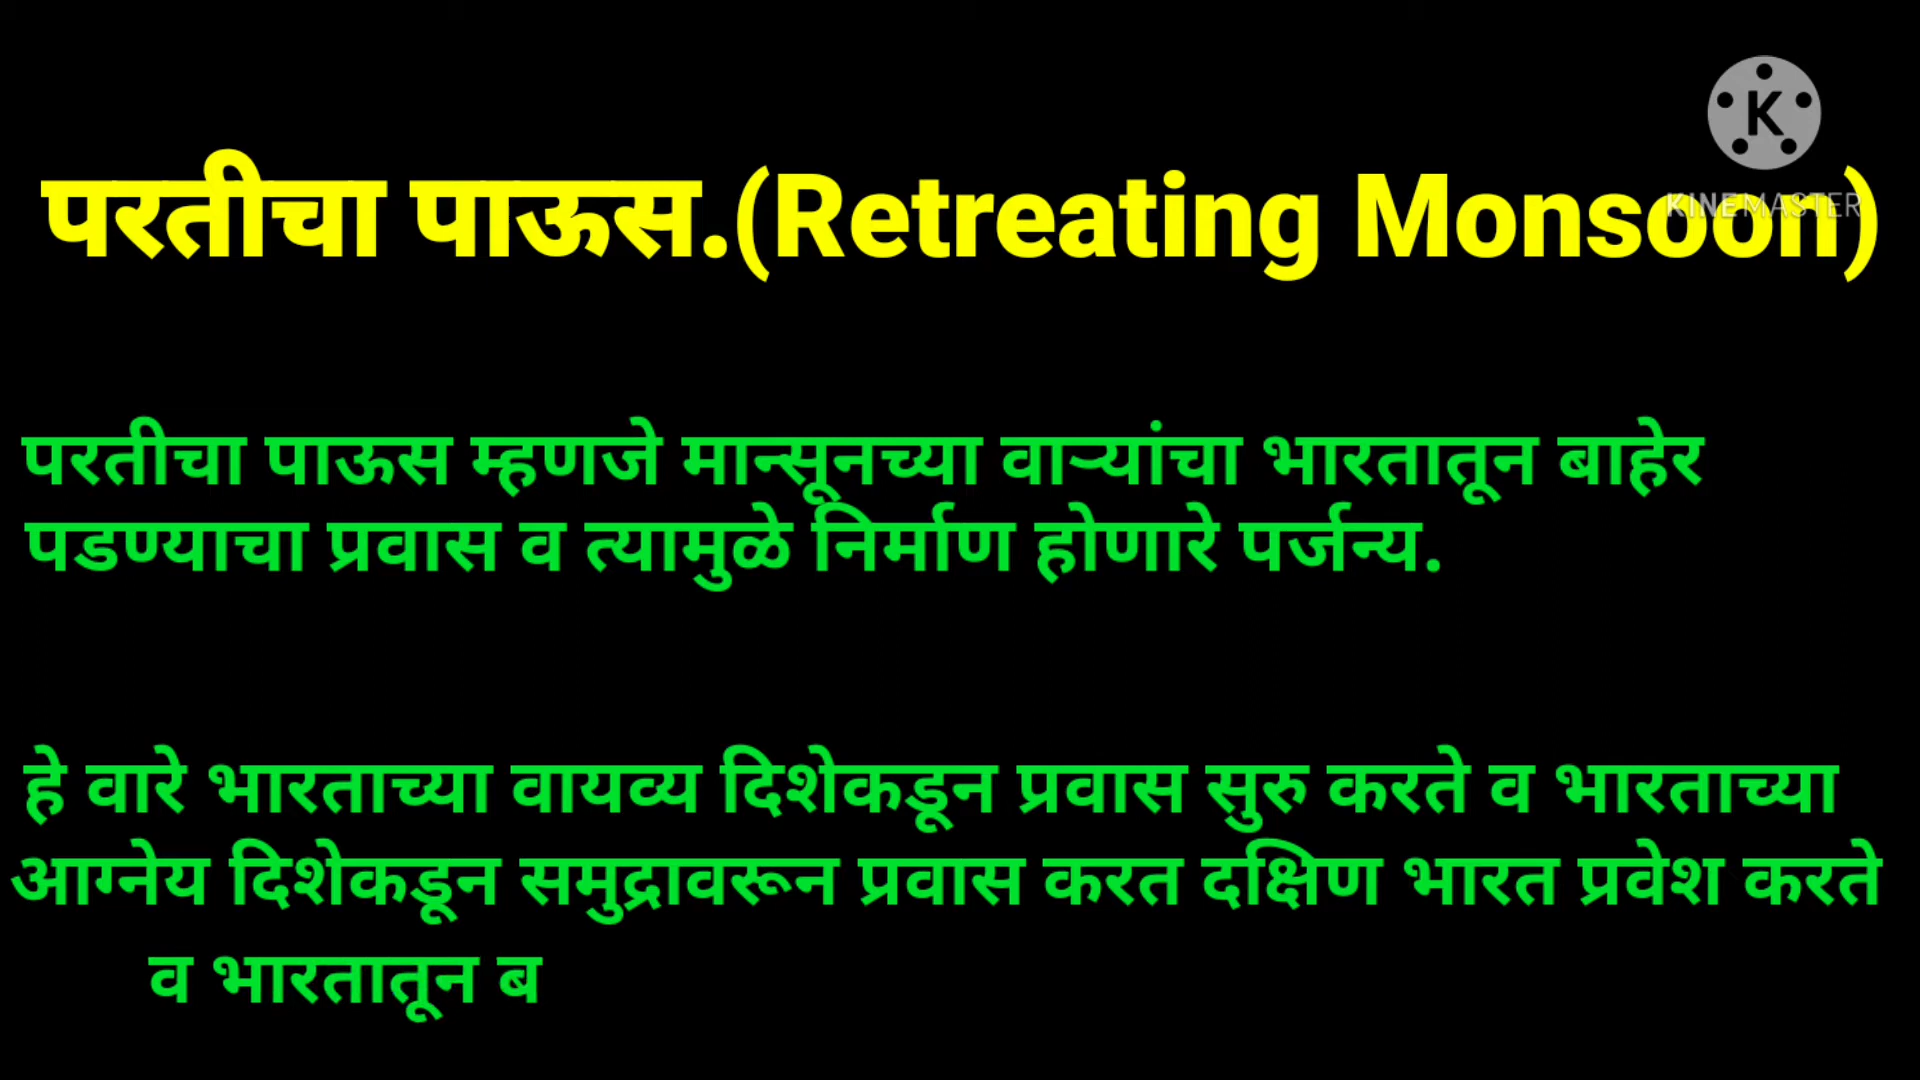 K
KINEMASTER
परतीचा पाऊस.(Retreating Monsoon)
परतीचा पाऊस म्हणजे मान्सूनच्या वाऱ्यांचा भारतातून बाहेर
पडण्याचा प्रवास व त्यामुळे निर्माण होणारे पर्जन्य.
हे वारे भारताच्या वायव्य दिशेकडून प्रवास सुरु करते व भारताच्या
आग्नेय दिशेकडून समुद्रावरून प्रवास करत दक्षिण भारत प्रवेश करते
व भारतातून ब